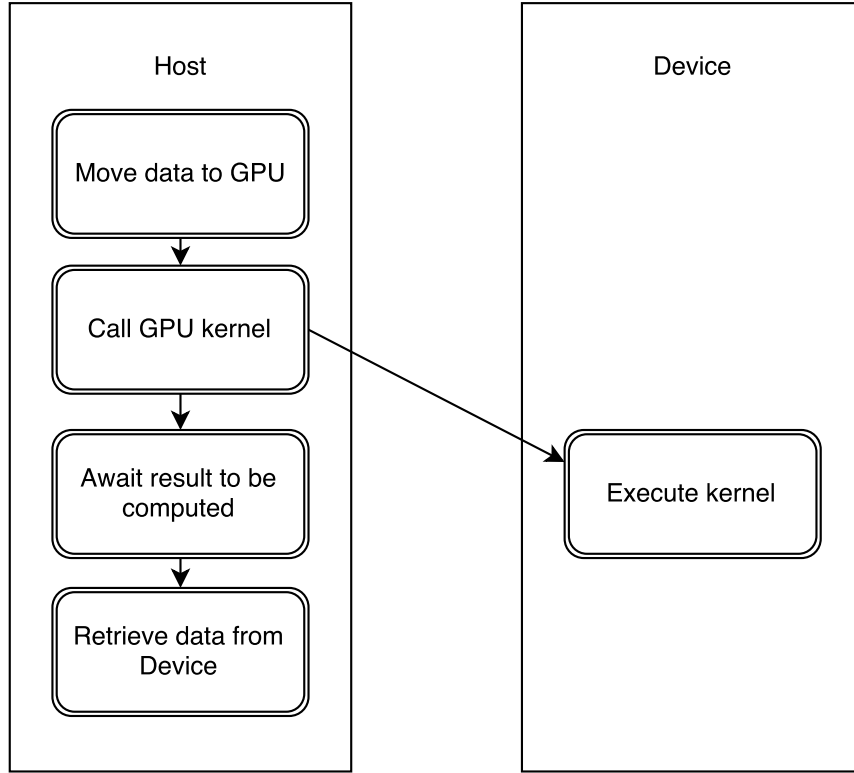 Host
Device
Move data to GPU
Call GPU kernel
Await result to be
computed
Execute kernel
Retrieve data from
Device